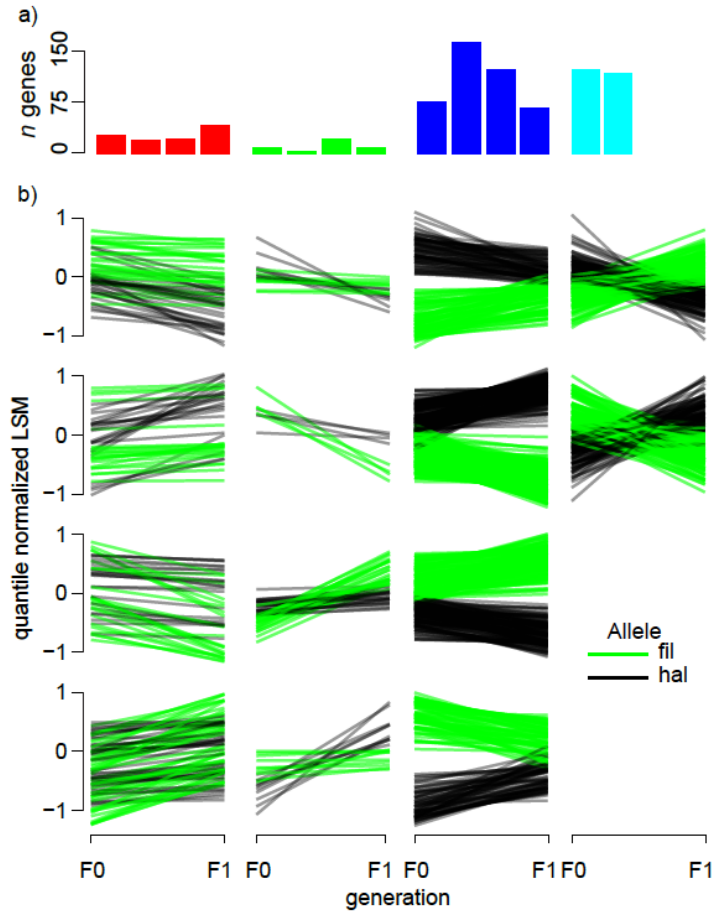 a)
n genes
150
75
0
b)
quantile normalized LSM
1
0
−1
1
0
−1
1
0
−1
1
0
−1
Allele
fil
hal
F0 F1 F0 F1 F0 F1 F0 F1
generation